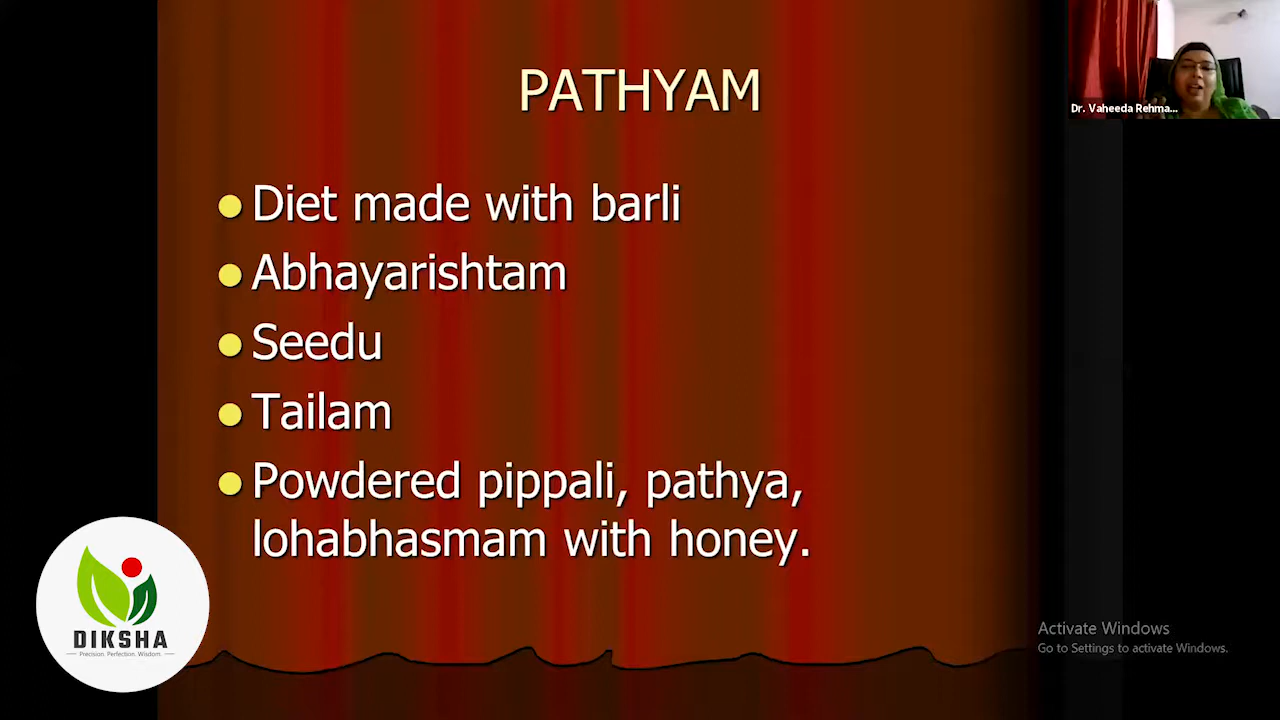 PATHYAM
Dr. Vaheeda Rehma...
Diet made with barli
Abhayarishtam
Seedu
Tailam
Powdered pippali, pathya,
lohabhasmam with honey.
DIKSHA
Precision. Perfection. Wisdom.
Activate Windows
Go to Settings to activate Windows.